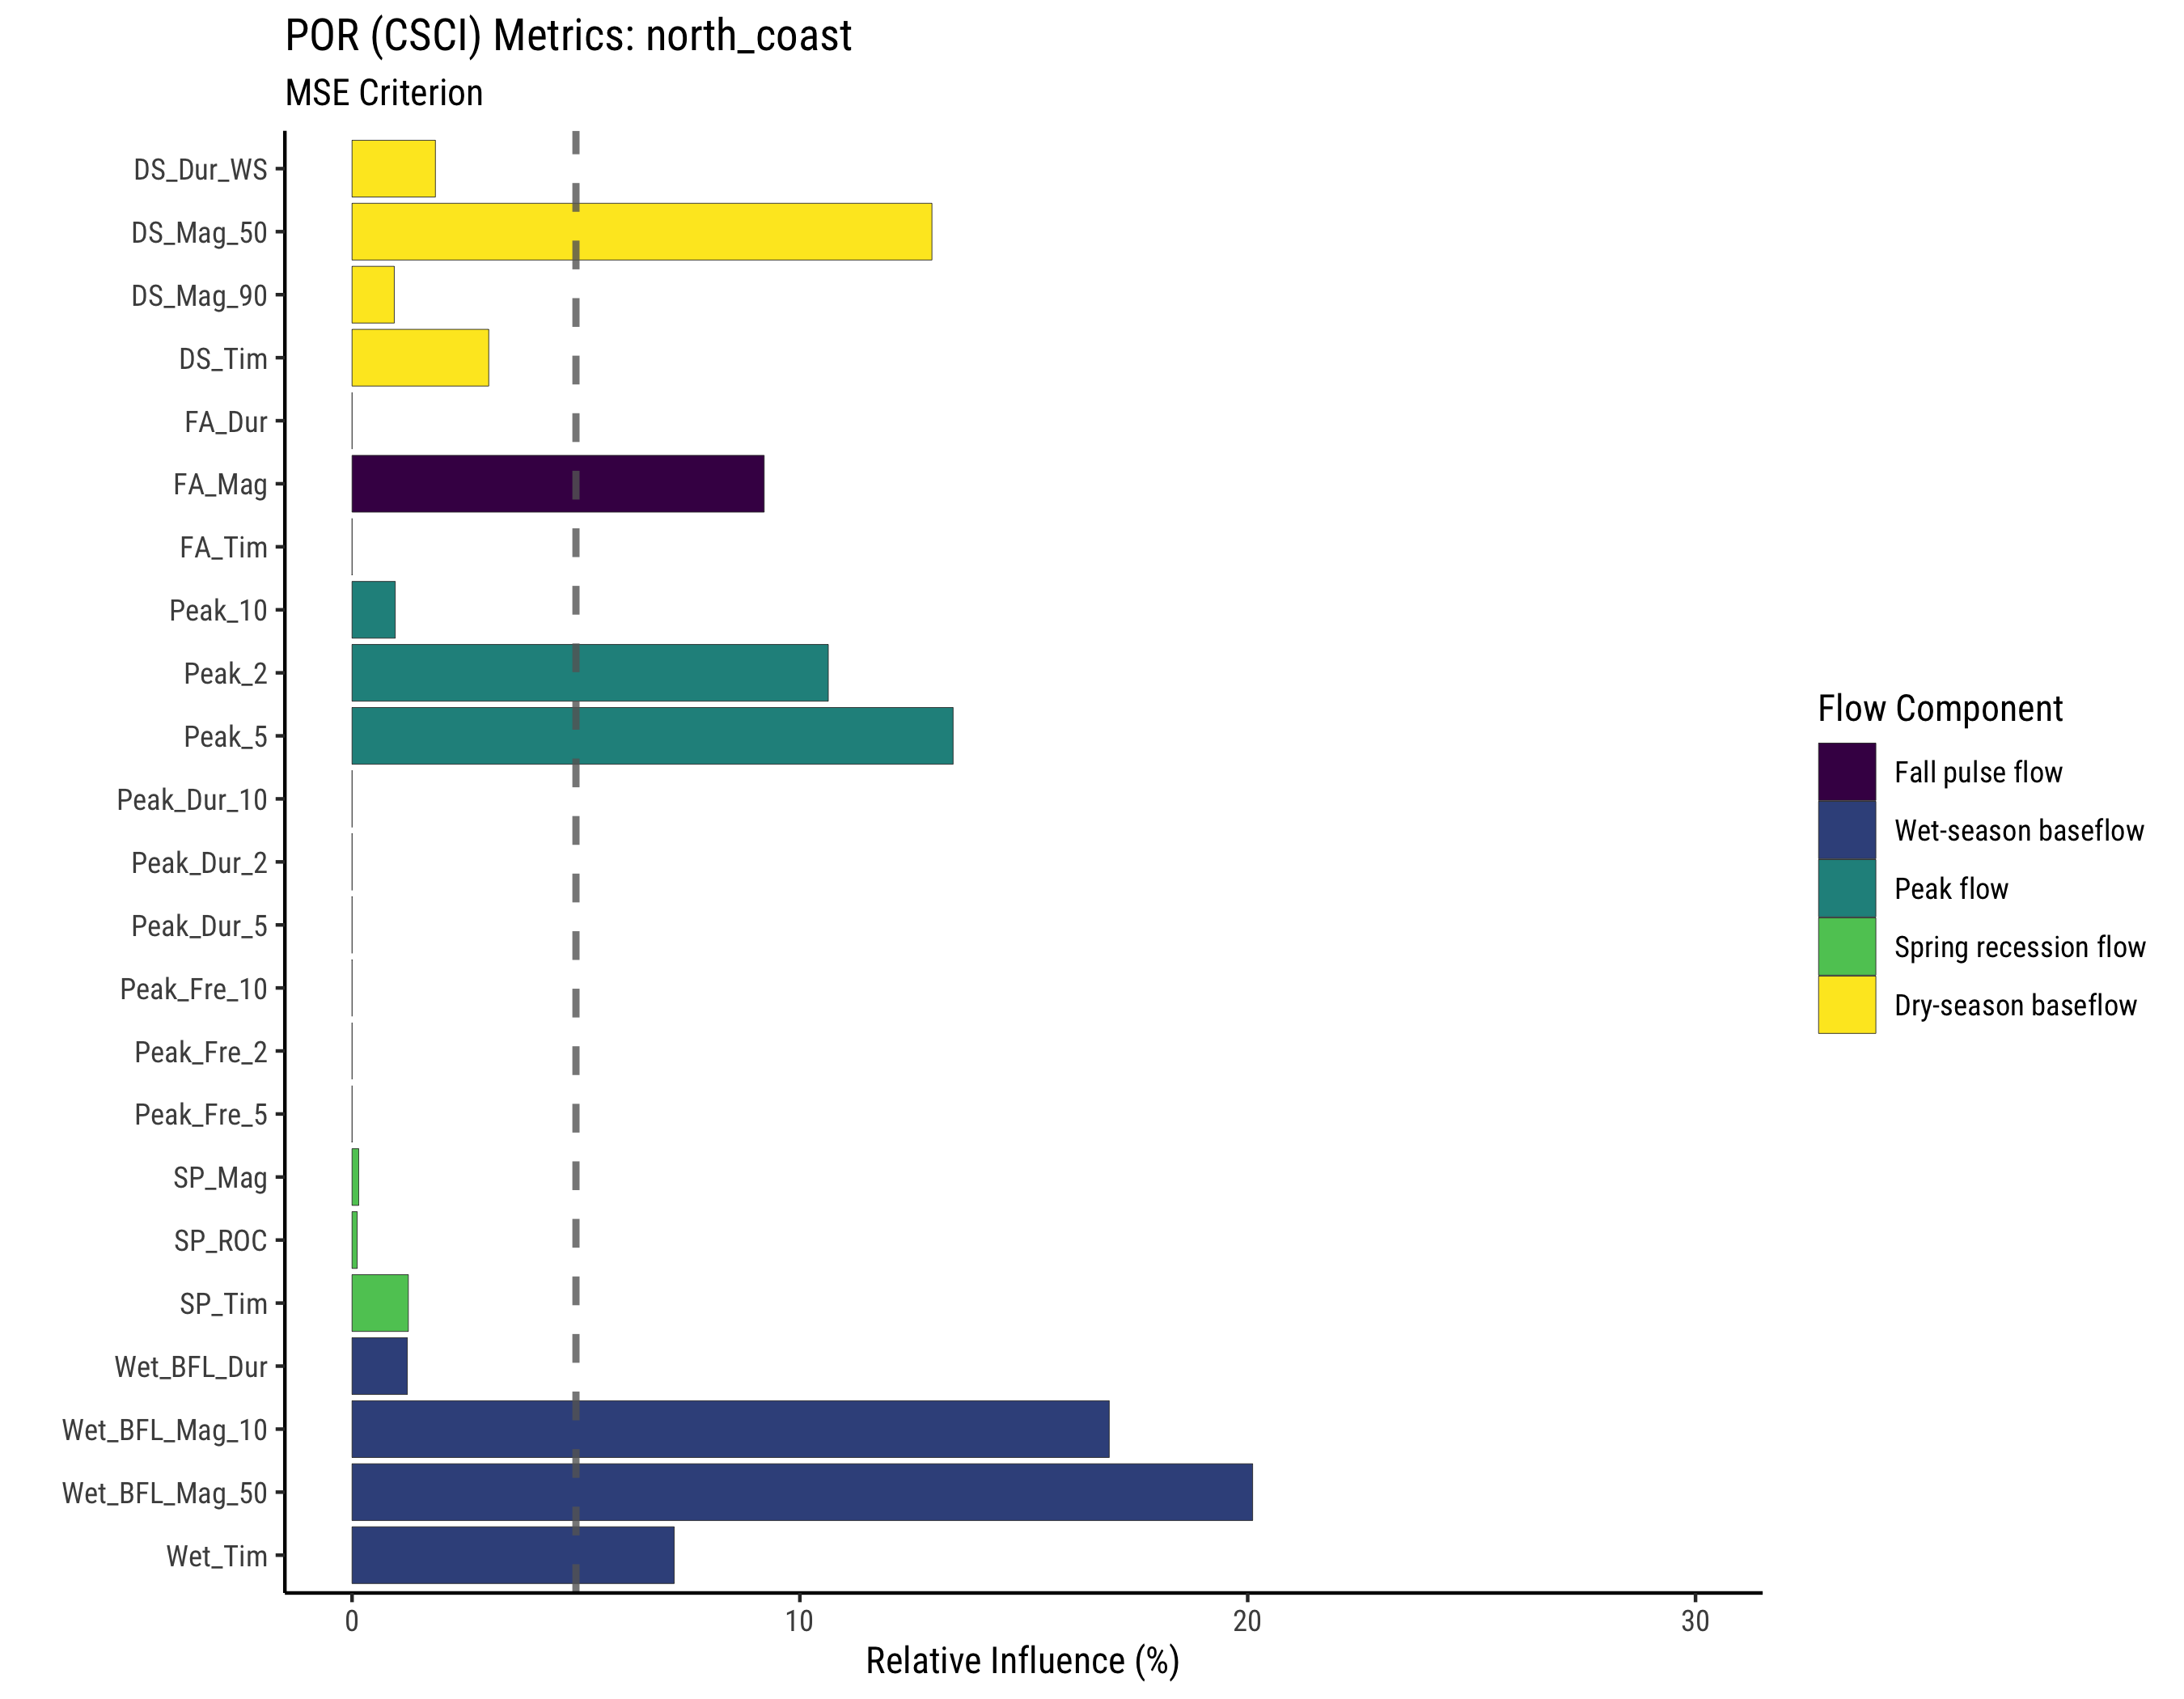 POR (CSCI) Metrics: north_coast
MSE Criterion
DS_Dur_WS
DS_Mag_50
DS_Mag_90
DS_Tim
FA_Dur
FA_Mag
FA_Tim
Peak_10
Peak_2
Peak_5
Peak_Dur_10
Peak_Dur_2
Peak_Dur_5
Peak_Fre_10
Peak_Fre_2
Peak_Fre_5
SP_Mag
SP_ROC
SP_Tim
Wet_BFL_Dur
Wet_BFL_Mag_10
Wet_BFL_Mag_50
Wet_Tim
0 10 20 30
Relative Influence (%)
Flow Component
Fall pulse flow
Wet-season baseflow
Peak flow
Spring recession flow
Dry-season baseflow